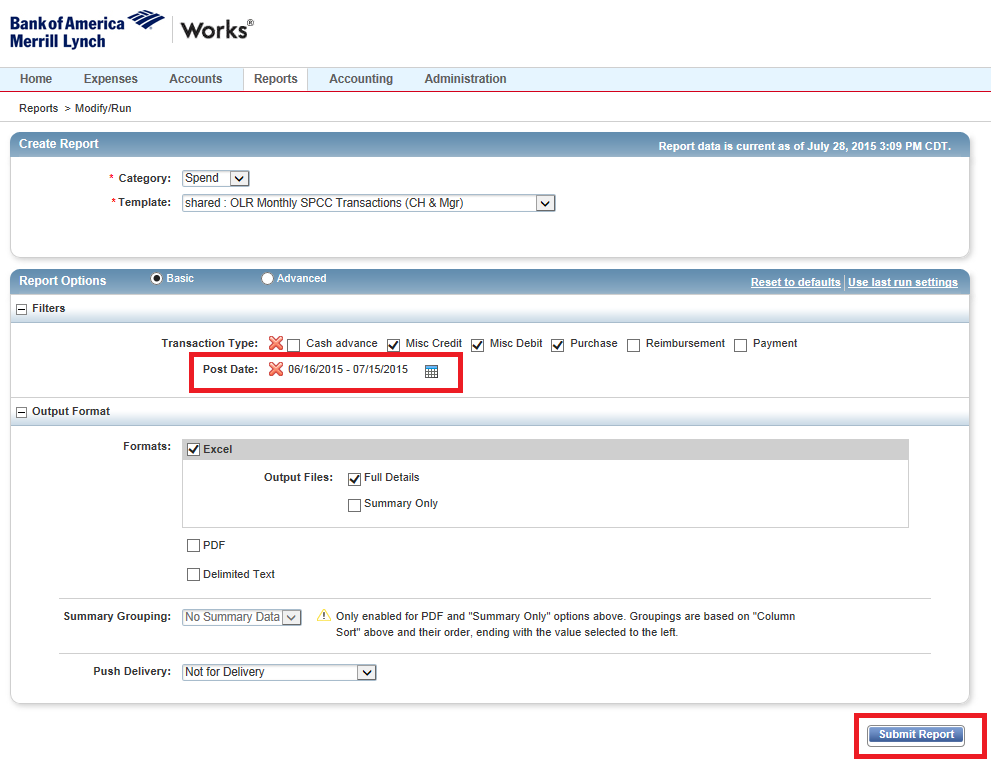 Bank of America
Merrill Lynch
Works®
Home Expenses Accounts Reports Accounting Administration
Reports > Modify/Run
Create Report Report data is current as of July 28, 2015 3:09 PM CDT.
* Category: Spend
* Template: shared : OLR Monthly SPCC Transactions (CH & Mgr)
Report Options Basic Advanced Reset to defaults Use last run settings
Filters
Transaction Type: Cash advance Misc Credit Misc Debit Purchase Reimbursement Payment
Post Date: 06/16/2015 - 07/15/2015
Output Format
Formats: Excel
Output Files: Full Details
Summary Only
PDF
Delimited Text
Summary Grouping: No Summary Data Only enabled for PDF and "Summary Only" options above. Groupings are based on "Column
Sort" above and their order, ending with the value selected to the left.
Push Delivery: Not for Delivery
Submit Report